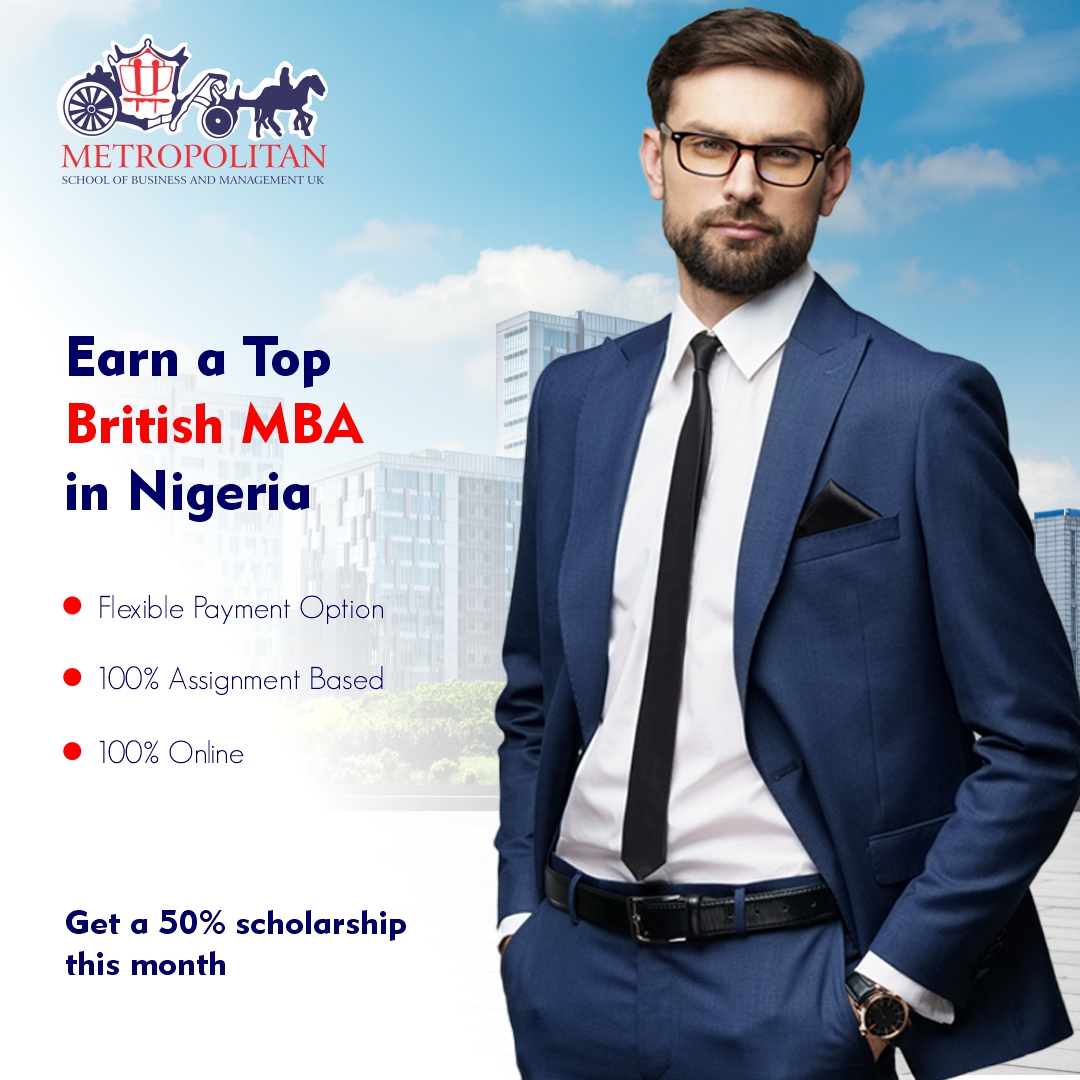 METROPOLITAN
SCHOOL OF BUSINESS AND MANAGEMENT UK
Earn a Top
British MBA
in Nigeria
Flexible Payment Option
100% Assignment Based
100% Online
Get a 50% scholarship
this month